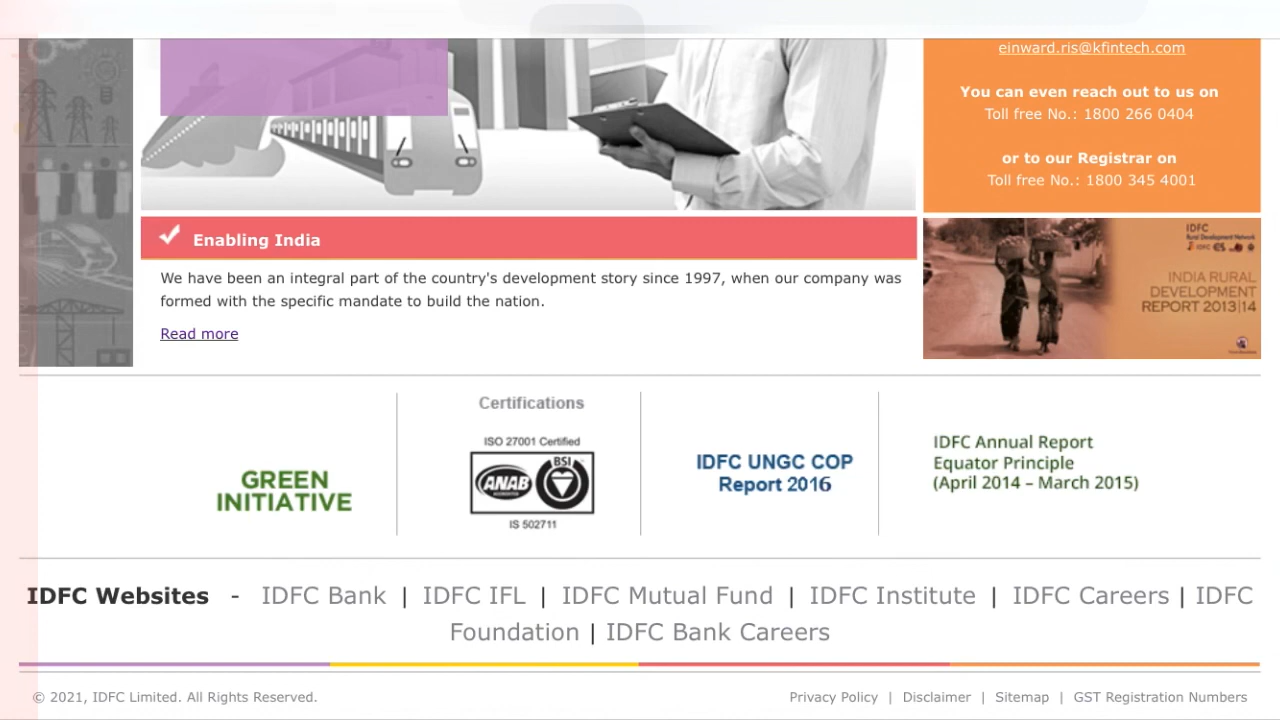 einward.ris@kfintech.com
You can even reach out to us on
Toll free No.: 1800 266 0404
or to our Registrar on
Toll free No.: 1800 345 4001
Enabling India
We have been an integral part of the country's development story since 1997, when our company was
formed with the specific mandate to build the nation.
Read more
IDFC
Rural Development Network
INDIA RURAL
DEVELOPMENT
REPORT 2013|14
GREEN
INITIATIVE
Certifications
ISO 27001 Certified
ANAB
BSI
IS 502711
IDFC UNGC COP
Report 2016
IDFC Annual Report
Equator Principle
(April 2014 – March 2015)
IDFC Websites - IDFC Bank | IDFC IFL | IDFC Mutual Fund | IDFC Institute | IDFC Careers | IDFC
Foundation | IDFC Bank Careers
© 2021, IDFC Limited. All Rights Reserved.
Privacy Policy | Disclaimer | Sitemap | GST Registration Numbers